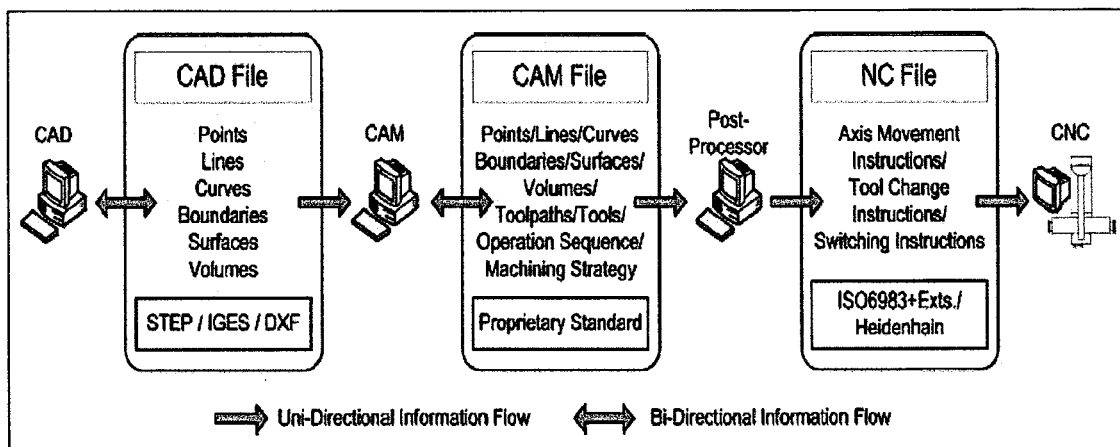 CAD
CAD File
Points
Lines
Curves
Boundaries
Surfaces
Volumes
STEP / IGES / DXF
CAM
CAM File
Points/Lines/Curves
Boundaries/Surfaces/
Volumes/
Toolpaths/Tools/
Operation Sequence/
Machining Strategy
Proprietary Standard
Post-
Processor
NC File
Axis Movement
Instructions/
Tool Change
Instructions/
Switching Instructions
ISO6983+Exts./
Heidenhain
CNC
Uni-Directional Information Flow
Bi-Directional Information Flow